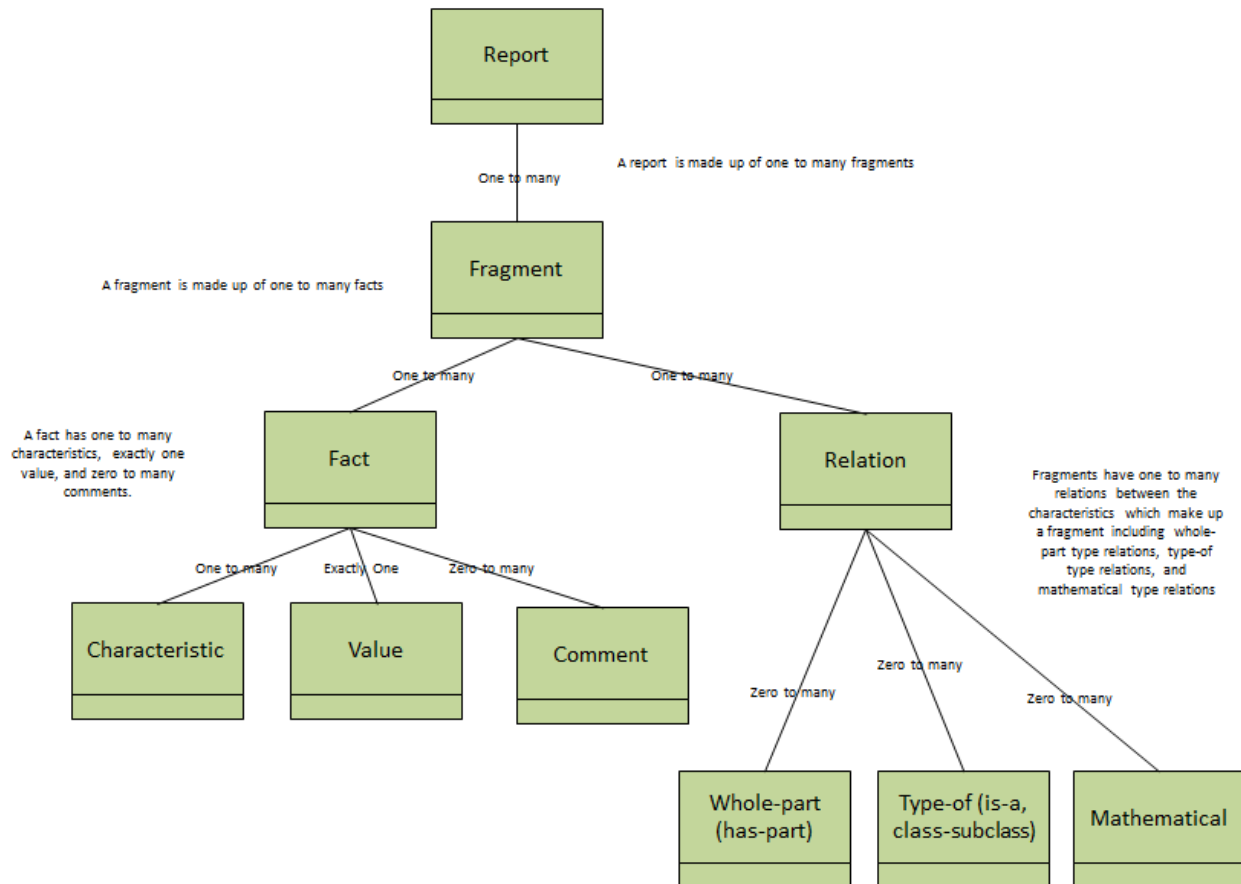 Report
A report is made up of one to many fragments
One to many
Fragment
A fragment is made up of one to many facts
One to many
One to many
A fact has one to many
characteristics, exactly one
value, and zero to many
comments.
Fact
Relation
Fragments have one to many
relations between the
characteristics which make up
a fragment including whole-
part type relations, type-of
type relations, and
mathematical type relations
One to many
Exactly One
Zero to many
Characteristic
Value
Comment
Zero to many
Zero to many
Zero to many
Whole-part
(has-part)
Type-of (is-a,
class-subclass)
Mathematical